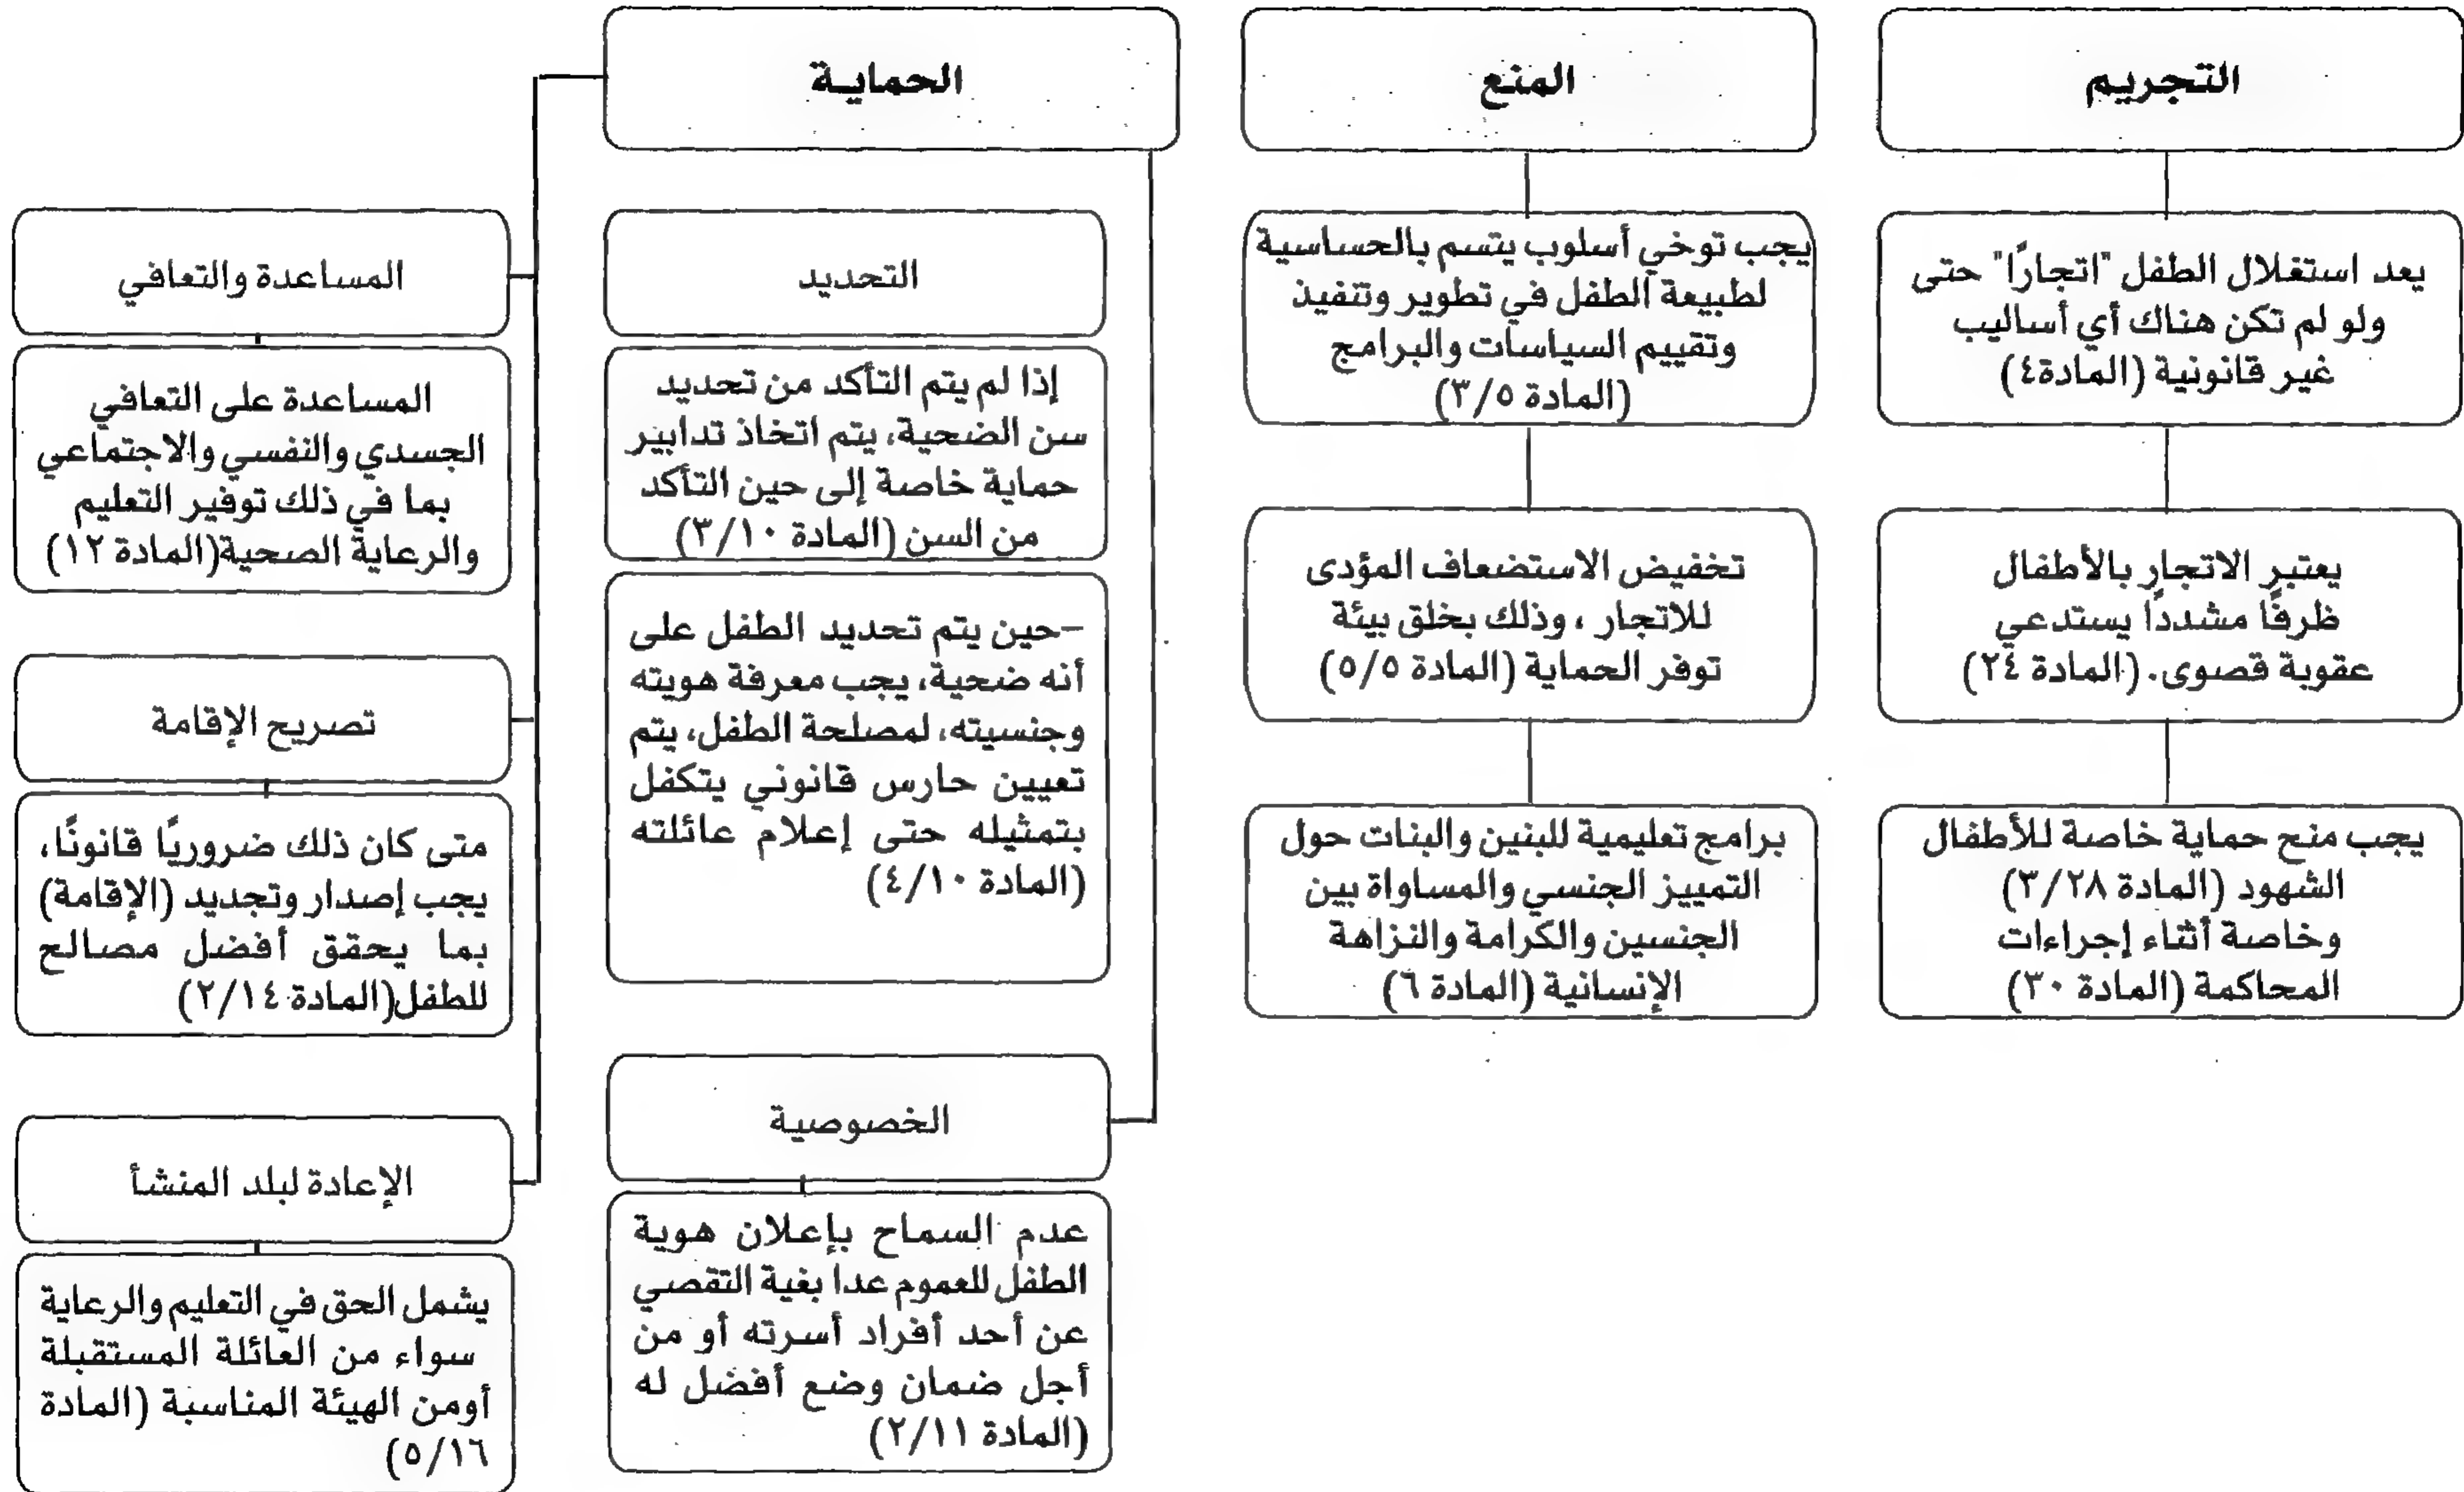 التجريم
يعد استغلال الطفل "اتجارًا" حتى
ولو لم تكن هناك أي أساليب
غير قانونية (المادة٤)
يعتبر الاتجار بالأطفال
ظرفًا مشددًا يستدعي
عقوبة قصوى. (المادة ٢٤)
يجب منح حماية خاصة للأطفال
الشهود (المادة ٣/٢٨)
وخاصة أثناء إجراءات
المحاكمة (المادة ٣٠)
المنع
يجب توخي أسلوب يتسم بالحساسية
لطبيعة الطفل في تطوير وتنفيذ
وتقييم السياسات والبرامج
(المادة ٣/٥)
تخفيض الاستضعاف المؤدى
للاتجار ، وذلك بخلق بيئة
توفر الحماية (المادة ٥/٥)
برامج تعليمية للبنين والبنات حول
التمييز الجنسي والمساواة بين
الجنسين والكرامة والنزاهة
الإنسانية (المادة ٦)
الحماية
التحديد
إذا لم يتم التأكد من تحديد
سن الضحية، يتم اتخاذ تدابير
حماية خاصة إلى حين التأكد
من السن (المادة ٣/١٠)
-حين يتم تحديد الطفل على
أنه ضحية، يجب معرفة هويته
وجنسيته، لمصلحة الطفل، يتم
تعيين حارس قانوني يتكفل
بتمثيله حتى إعلام عائلته
(المادة ٤/١٠)
الخصوصية
عدم السماح بإعلان هوية
الطفل للعموم عدا بغية التقصي
عن أحد أفراد أسرته أو من
أجل ضمان وضع أفضل له
(المادة ٢/١١)
المساعدة والتعافي
المساعدة على التعافي
الجسدي والنفسي والاجتماعي
بما في ذلك توفير التعليم
والرعاية الصحية(المادة ١٢)
تصريح الإقامة
متى كان ذلك ضروريًا قانونًا،
يجب إصدار وتجديد (الإقامة)
بما يحقق أفضل مصالح
للطفل(المادة ٢/١٤)
الإعادة لبلد المنشأ
يشمل الحق في التعليم والرعاية
سواء من العائلة المستقبلة
أومن الهيئة المناسبة (المادة
٥/١٦)